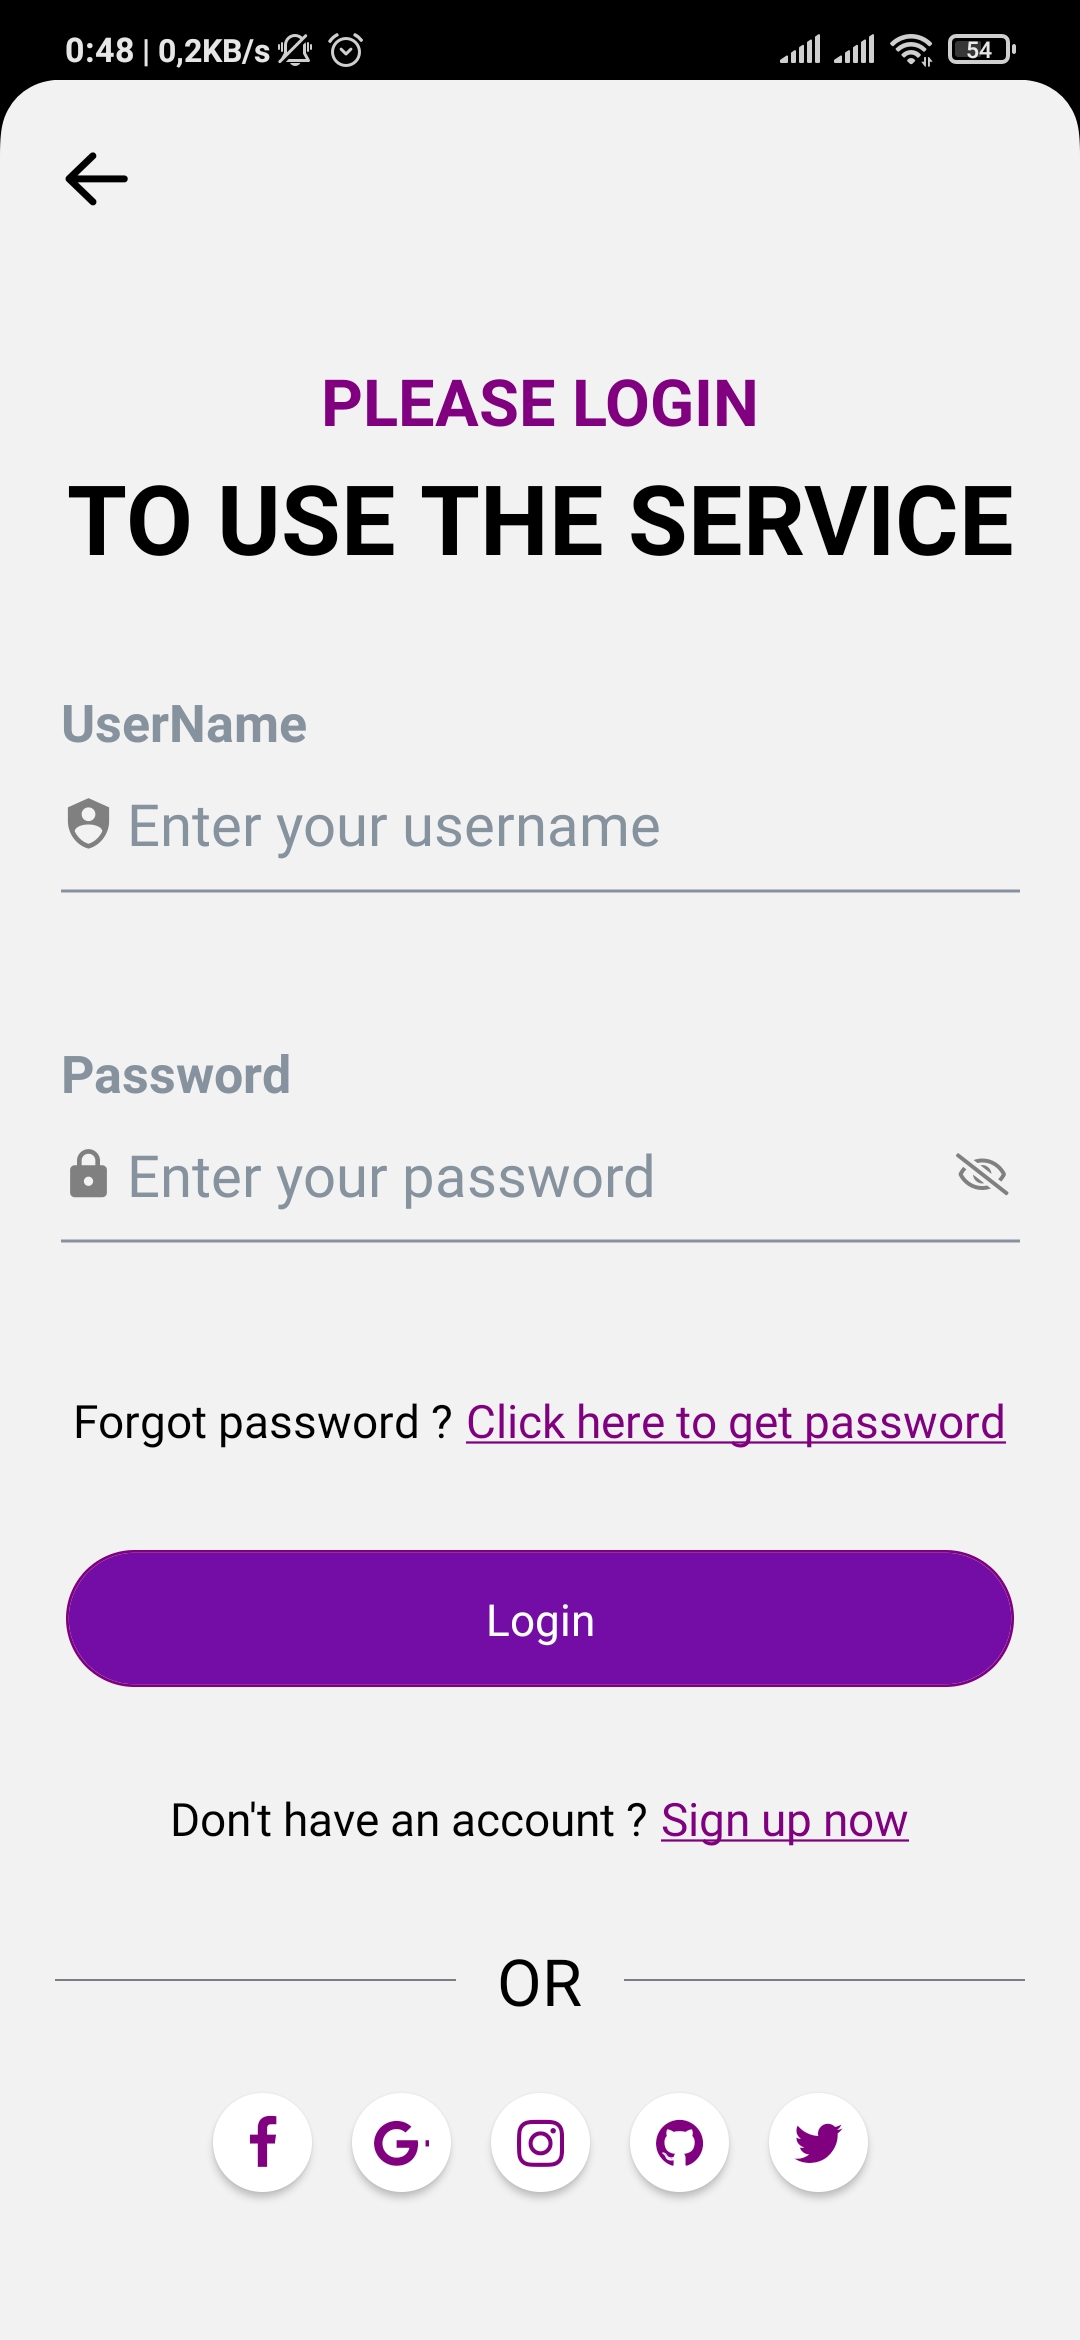 0:48 | 0,2KB/s 54
PLEASE LOGIN
TO USE THE SERVICE
UserName
Enter your username
Password
Enter your password
Forgot password ? Click here to get password
Login
Don't have an account ? Sign up now
OR